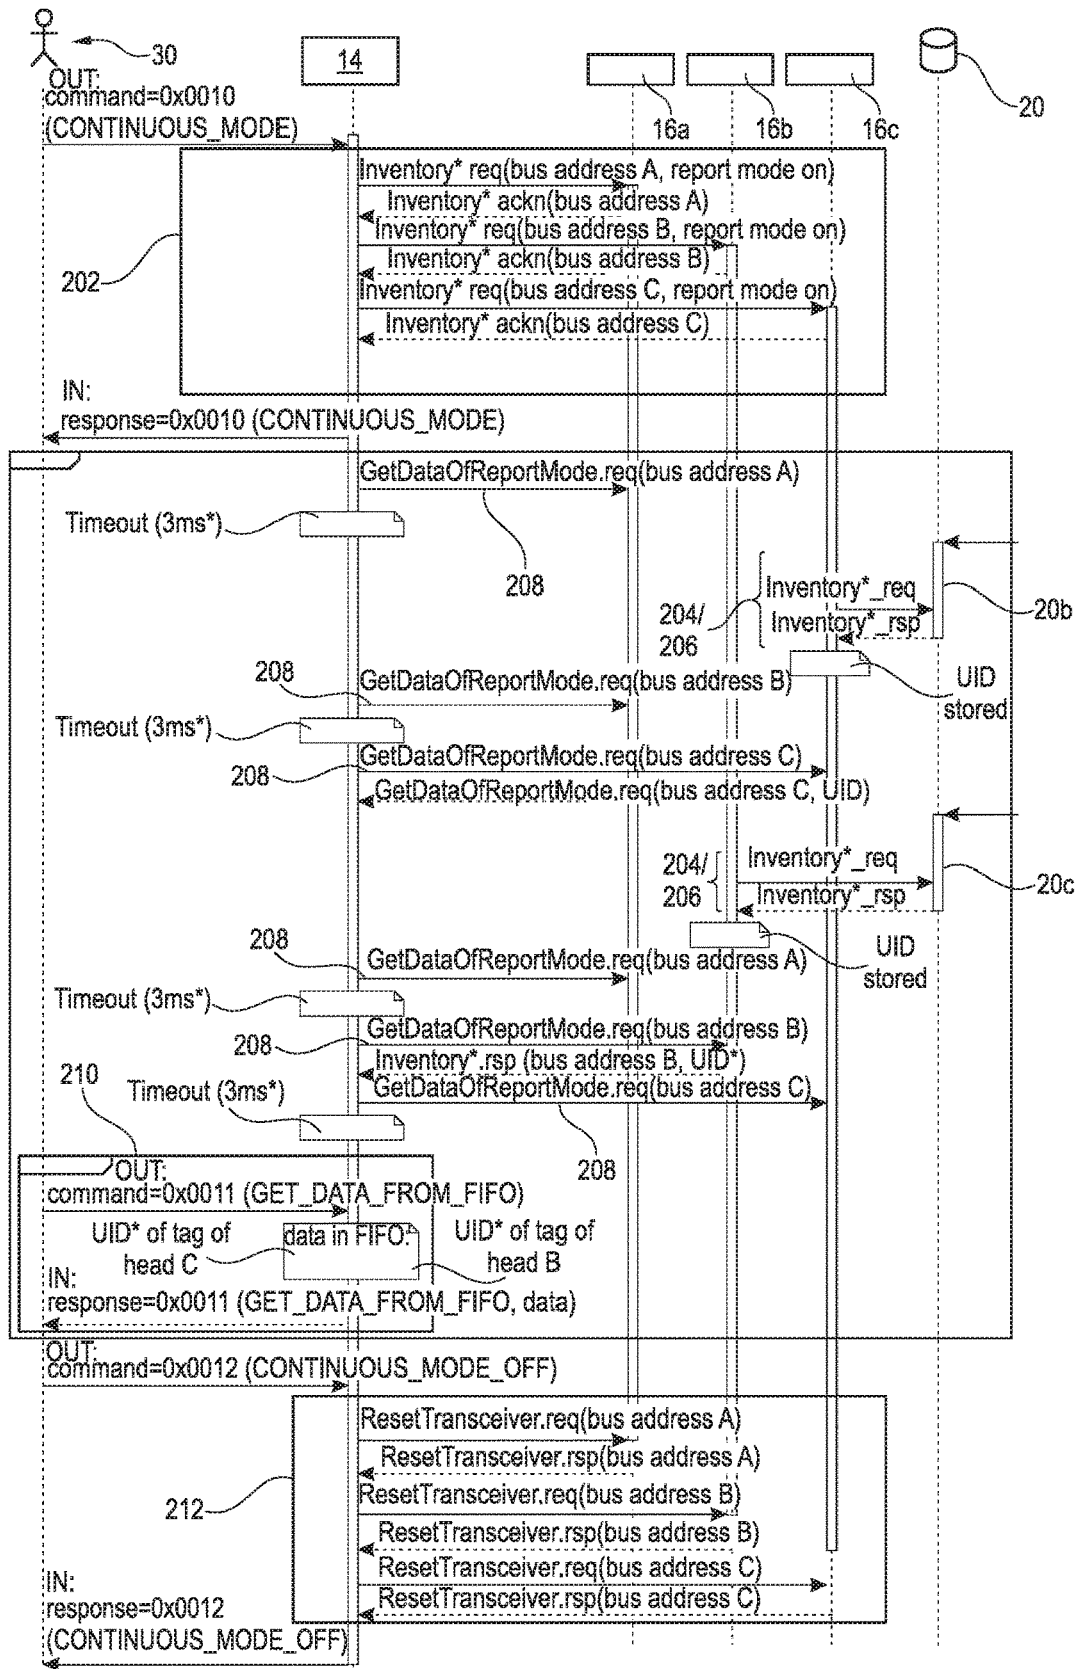 30
14
OUT:
command=0x0010
(CONTINUOUS_MODE)
16a
16b
16c
20
Inventory* req(bus address A, report mode on)
Inventory* ackn(bus address A)
Inventory* req(bus address B, report mode on)
Inventory* ackn(bus address B)
202
Inventory* req(bus address C, report mode on)
Inventory* ackn(bus address C)
IN:
response=0x0010 (CONTINUOUS_MODE)
GetDataOfReportMode.req(bus address A)
Timeout (3ms*)
208
Inventory*_req
204/
206
Inventory*_rsp
20b
208
GetDataOfReportMode.req(bus address B)
UID
stored
Timeout (3ms*)
GetDataOfReportMode.req(bus address C)
208
GetDataOfReportMode.req(bus address C, UID)
204/
206
Inventory*_req
Inventory*_rsp
20c
208
GetDataOfReportMode.req(bus address A)
UID
stored
Timeout (3ms*)
GetDataOfReportMode.req(bus address B)
208
Inventory*.rsp (bus address B, UID*)
210
Timeout (3ms*)
GetDataOfReportMode.req(bus address C)
208
OUT:
command=0x0011 (GET_DATA_FROM_FIFO)
UID* of tag of
head C
data in FIFO:
UID* of tag of
head B
IN:
response=0x0011 (GET_DATA_FROM_FIFO, data)
OUT:
command=0x0012 (CONTINUOUS_MODE_OFF)
ResetTransceiver.req(bus address A)
ResetTransceiver.rsp(bus address A)
ResetTransceiver.req(bus address B)
212
ResetTransceiver.rsp(bus address B)
ResetTransceiver.req(bus address C)
ResetTransceiver.rsp(bus address C)
IN:
response=0x0012
(CONTINUOUS_MODE_OFF)